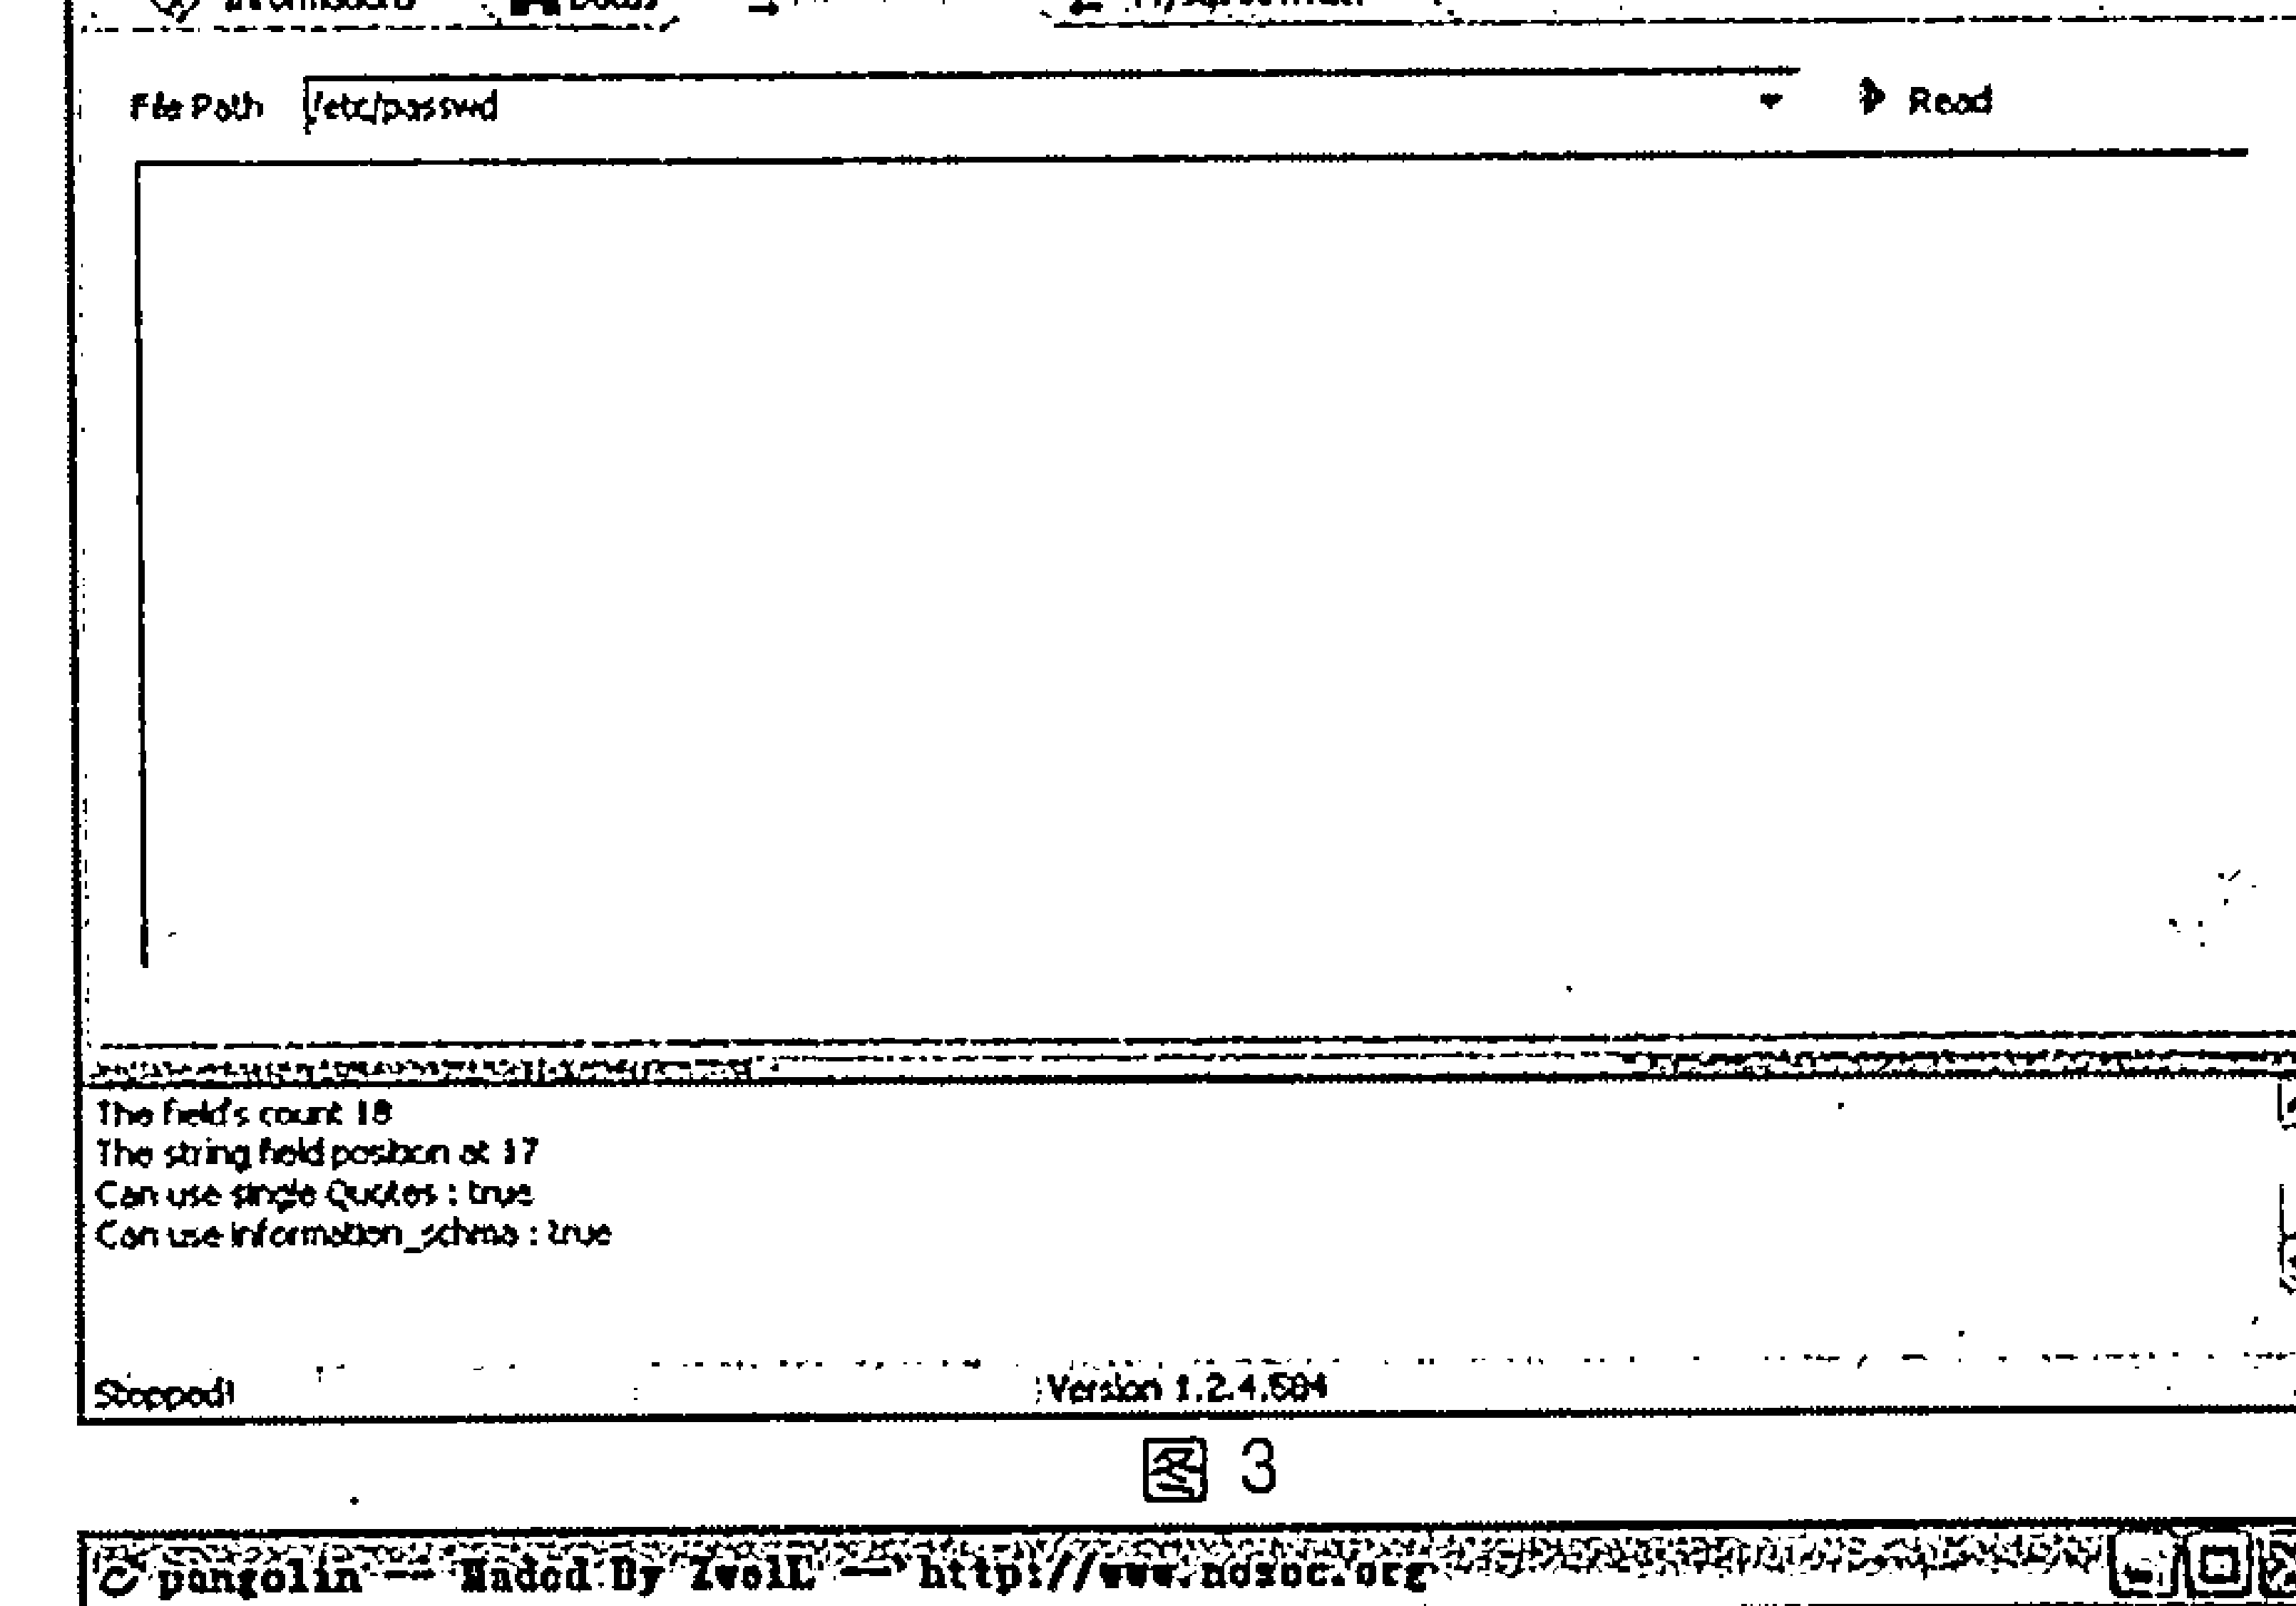 File Path /etc/passwd Read
The field's count 18
The string field position at 17
Can use single Quotes : true
Can use information_schma : true
Stopped! Version 1.2.4.584
图 3
pangolin -- Maded By ZwelL -- http://www.nosec.org